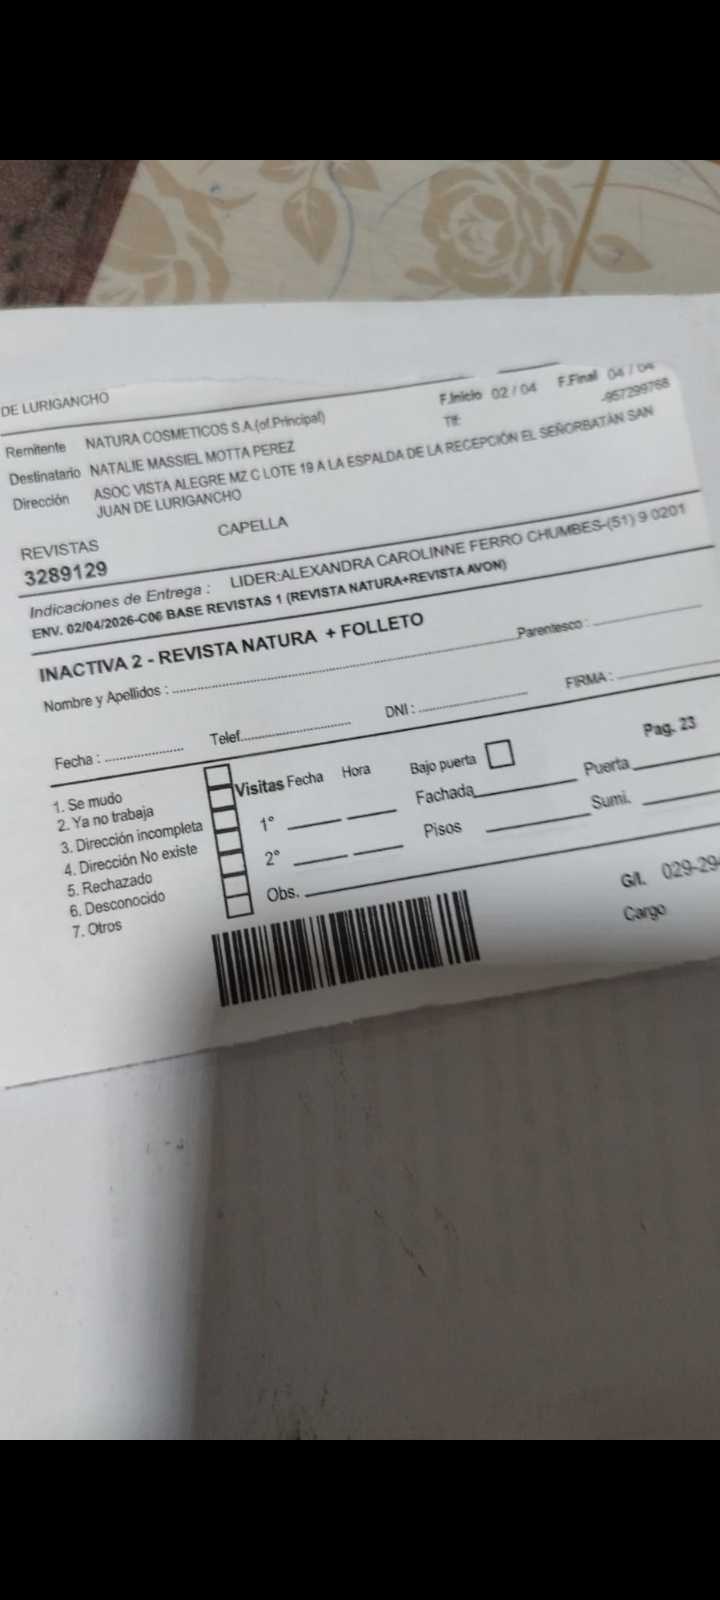 DE LURIGANCHO
F.Inicio 02 / 04 F.Final 04 / 04
Remitente NATURA COSMETICOS S.A.(of.Principal)
Tlf: -957299768
Destinatario NATALIE MASSIEL MOTTA PEREZ
Dirección ASOC VISTA ALEGRE MZ C LOTE 19 A LA ESPALDA DE LA RECEPCIÓN EL SEÑORBATÁN SAN
JUAN DE LURIGANCHO
REVISTAS CAPELLA
3289129
Indicaciones de Entrega : LIDER:ALEXANDRA CAROLINNE FERRO CHUMBES-(51) 9 0201
ENV. 02/04/2026-C06 BASE REVISTAS 1 (REVISTA NATURA+REVISTA AVON)
INACTIVA 2 - REVISTA NATURA + FOLLETO
Nombre y Apellidos : Parentesco :
Fecha : Telef. DNI : FIRMA :
1. Se mudo
2. Ya no trabaja
3. Dirección incompleta
4. Dirección No existe
5. Rechazado
6. Desconocido
7. Otros
Visitas Fecha Hora Bajo puerta Pag. 23
1° Fachada Puerta
2° Pisos Sumi.
Obs.
G/I. 029-29
Cargo